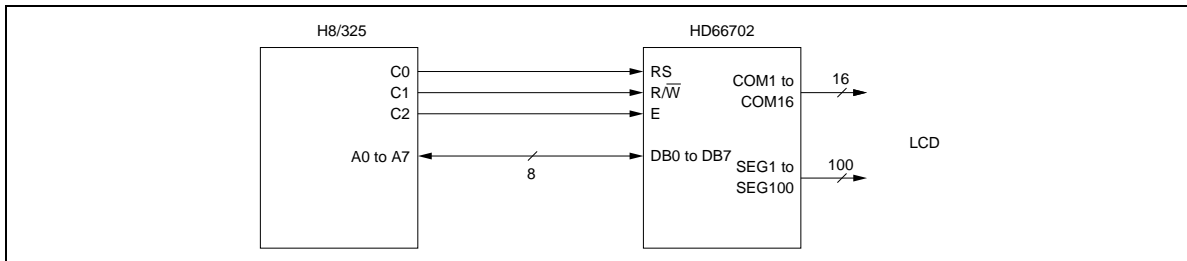 H8/325
HD66702
C0
C1
C2
A0 to A7
8
RS
R/W̅
E
DB0 to DB7
COM1 to
COM16
SEG1 to
SEG100
16
100
LCD